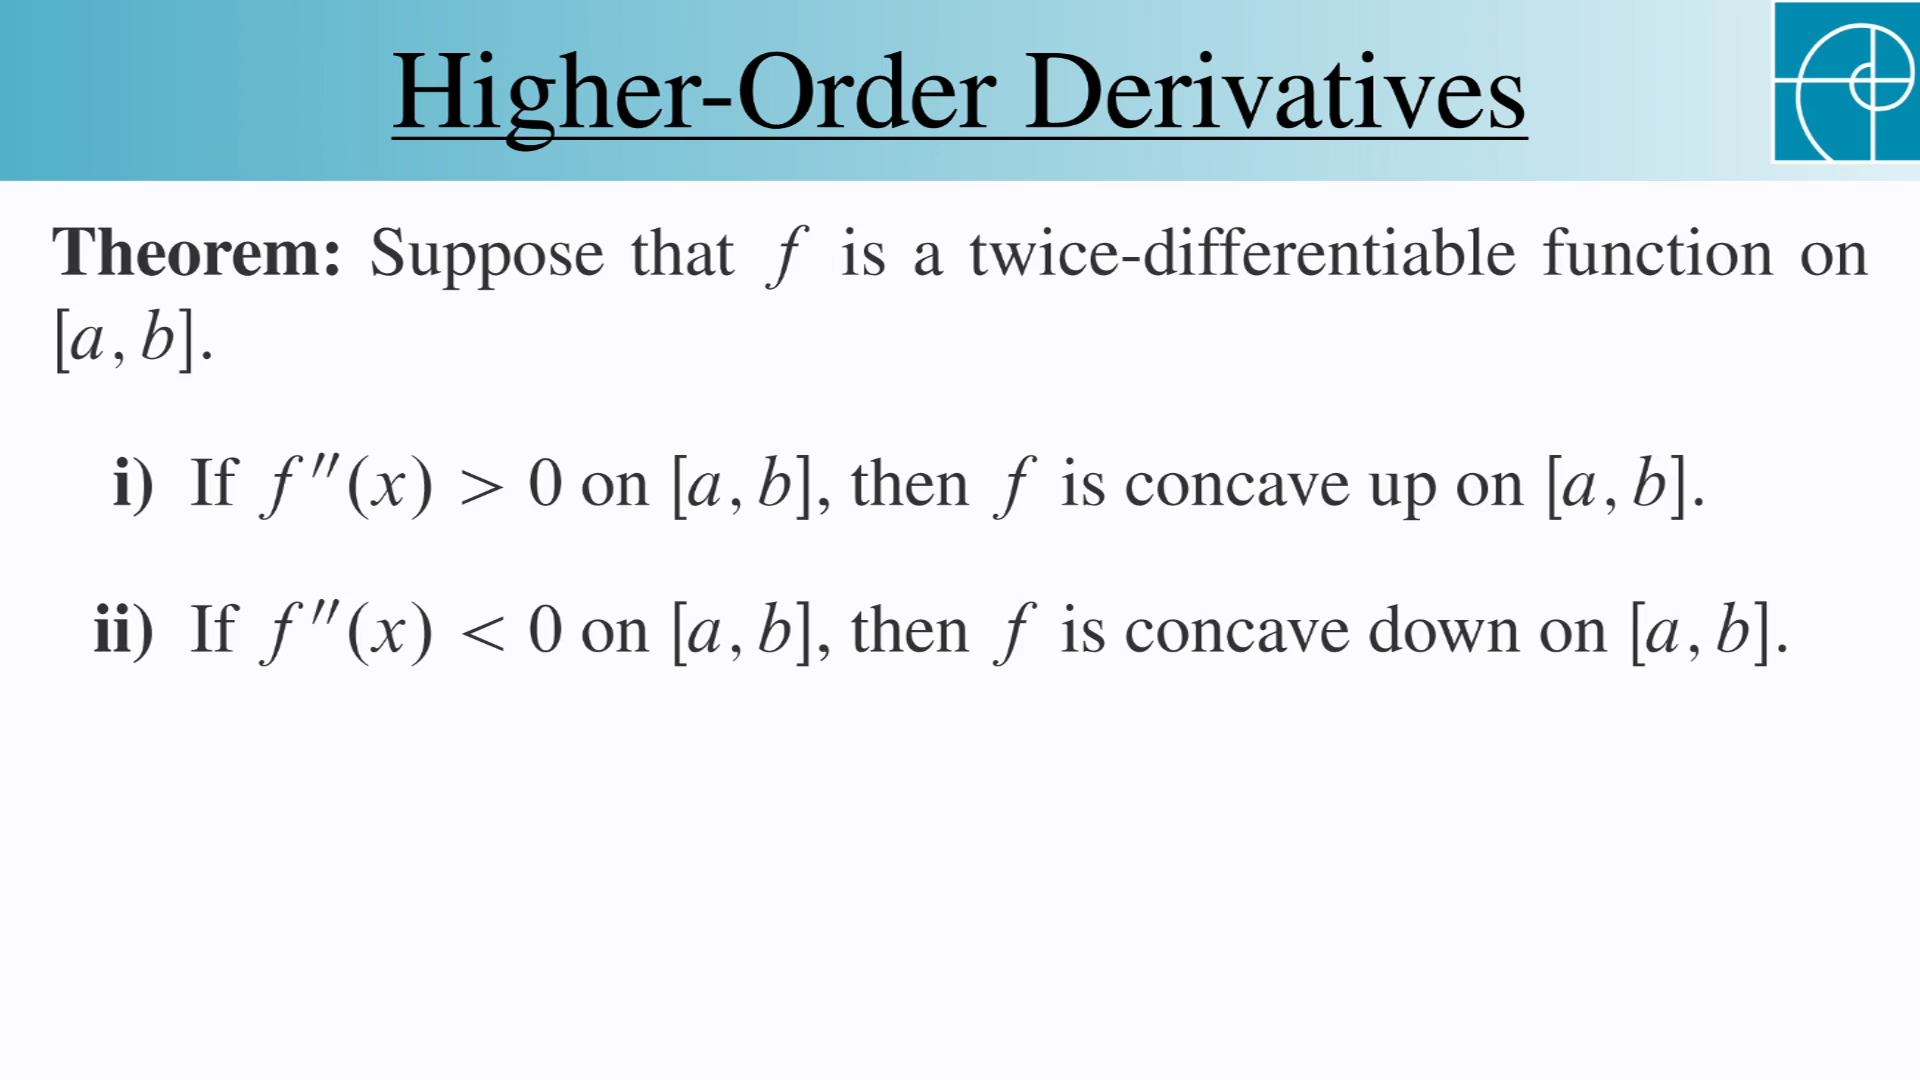 Higher-Order Derivatives
Theorem: Suppose that f is a twice-differentiable function on
[a, b].
i) If f″(x) > 0 on [a, b], then f is concave up on [a, b].
ii) If f″(x) < 0 on [a, b], then f is concave down on [a, b].